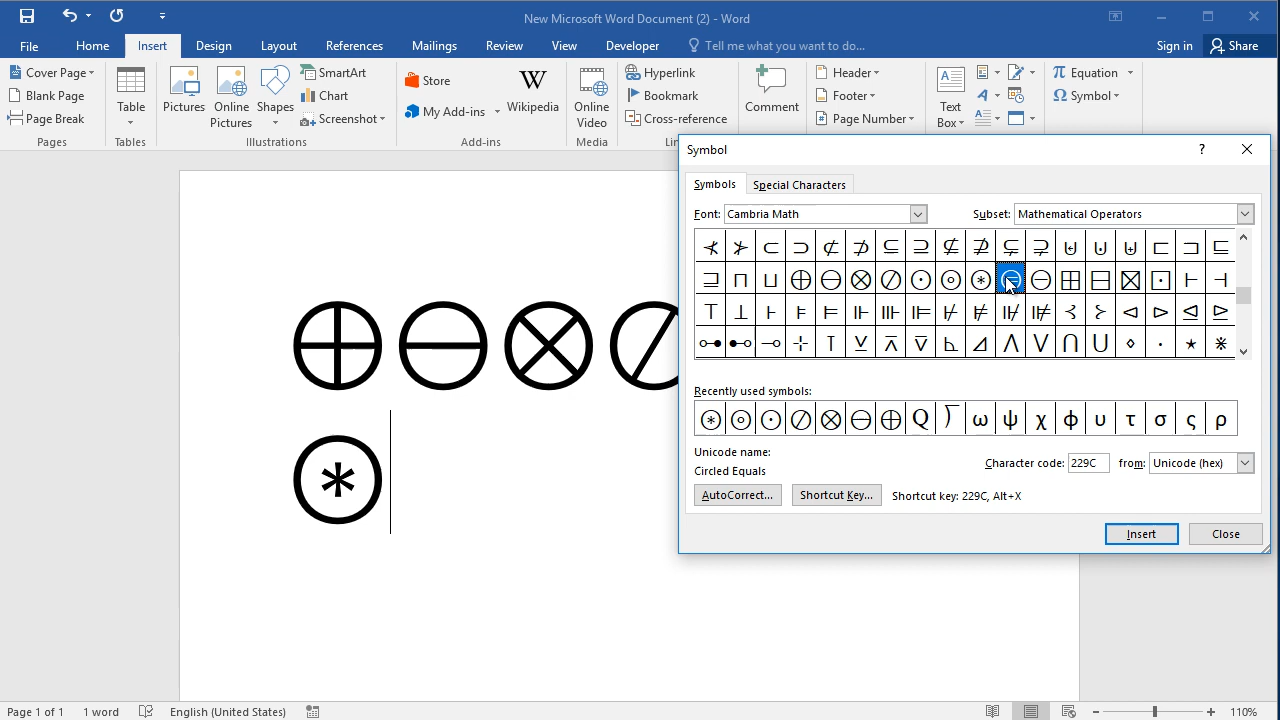 New Microsoft Word Document (2) - Word
File Home Insert Design Layout References Mailings Review View Developer Tell me what you want to do... Sign in Share
Cover Page
Blank Page
Page Break
Pages
Table
Tables
Pictures
Online
Pictures
Shapes
SmartArt
Chart
Screenshot
Illustrations
Store
My Add-ins
W
Wikipedia
Add-ins
Online
Video
Media
Hyperlink
Bookmark
Cross-reference
Comment
Header
Footer
Page Number
Text
Box
π Equation
Ω Symbol
Symbol ?
Symbols Special Characters
Font: Cambria Math Subset: Mathematical Operators
⊀ ⊁ ⊂ ⊃ ⊄ ⊅ ⊆ ⊇ ⊈ ⊉ ⊊ ⊋ ⊌ ⊍ ⊎ ⊏ ⊐ ⊑
⊒ ⊓ ⊔ ⊕ ⊖ ⊗ ⊘ ⊙ ⊚ ⊛ ⊜ ⊝ ⊞ ⊟ ⊠ ⊡ ⊢ ⊣
⊤ ⊥ ⊦ ⊧ ⊨ ⊩ ⊪ ⊫ ⊬ ⊭ ⊮ ⊯ ⊰ ⊱ ⊲ ⊳ ⊴ ⊵
⊶ ⊷ ⊸ ⊹ ⊺ ⊻ ⊼ ⊽ ⊾ ⊿ ⋀ ⋁ ⋂ ⋃ ⋄ ⋅ ⋆ ⋇
Recently used symbols:
⊛ ⊚ ⊙ ⊘ ⊗ ⊖ ⊕ Q ω ψ χ ϕ υ τ σ ς ρ
Unicode name:
Circled Equals
Character code: 229C from: Unicode (hex)
AutoCorrect... Shortcut Key... Shortcut key: 229C, Alt+X
Insert Close
⊕ ⊖ ⊗ ⊘
⊛
Page 1 of 1 1 word English (United States) 110%